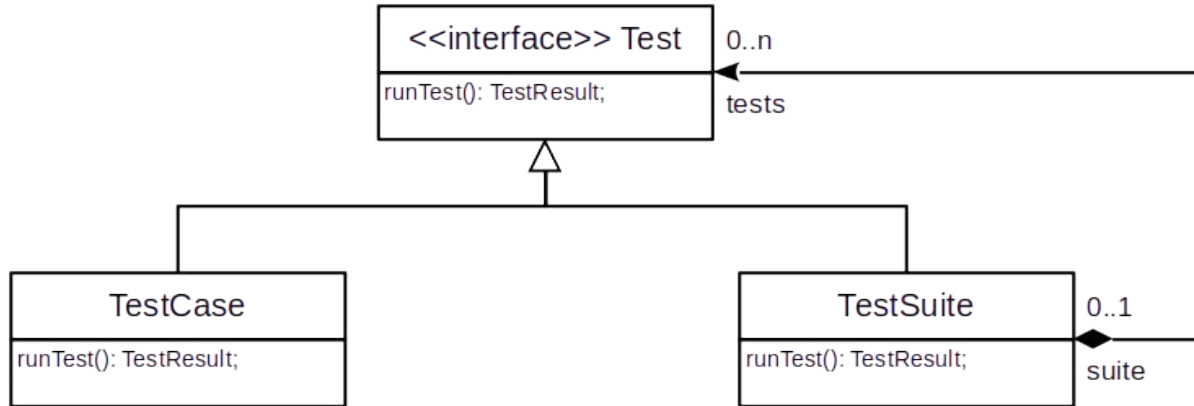 <<interface>> Test
0..n
runTest(): TestResult;
tests
TestCase
runTest(): TestResult;
TestSuite
0..1
runTest(): TestResult;
suite